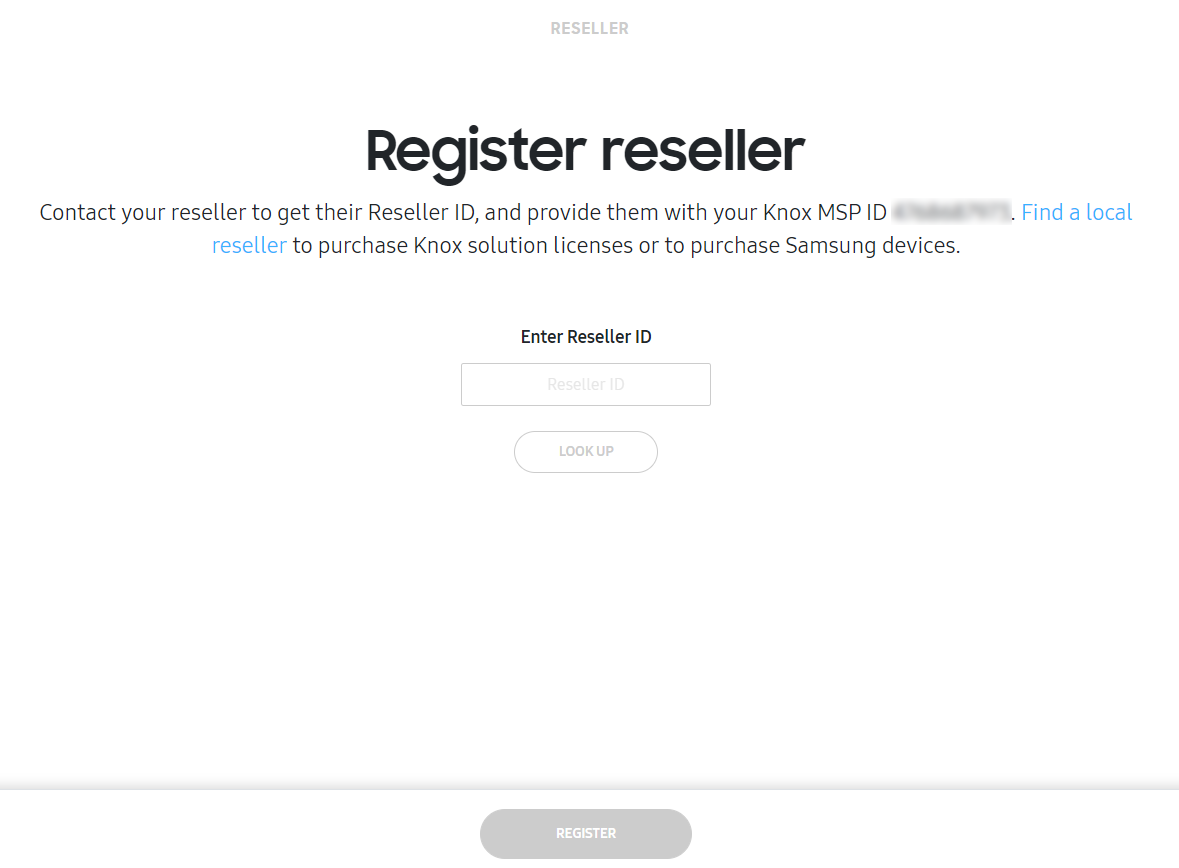 RESELLER
Register reseller
Contact your reseller to get their Reseller ID, and provide them with your Knox MSP ID . Find a local
reseller to purchase Knox solution licenses or to purchase Samsung devices.
Enter Reseller ID
Reseller ID
LOOK UP
REGISTER